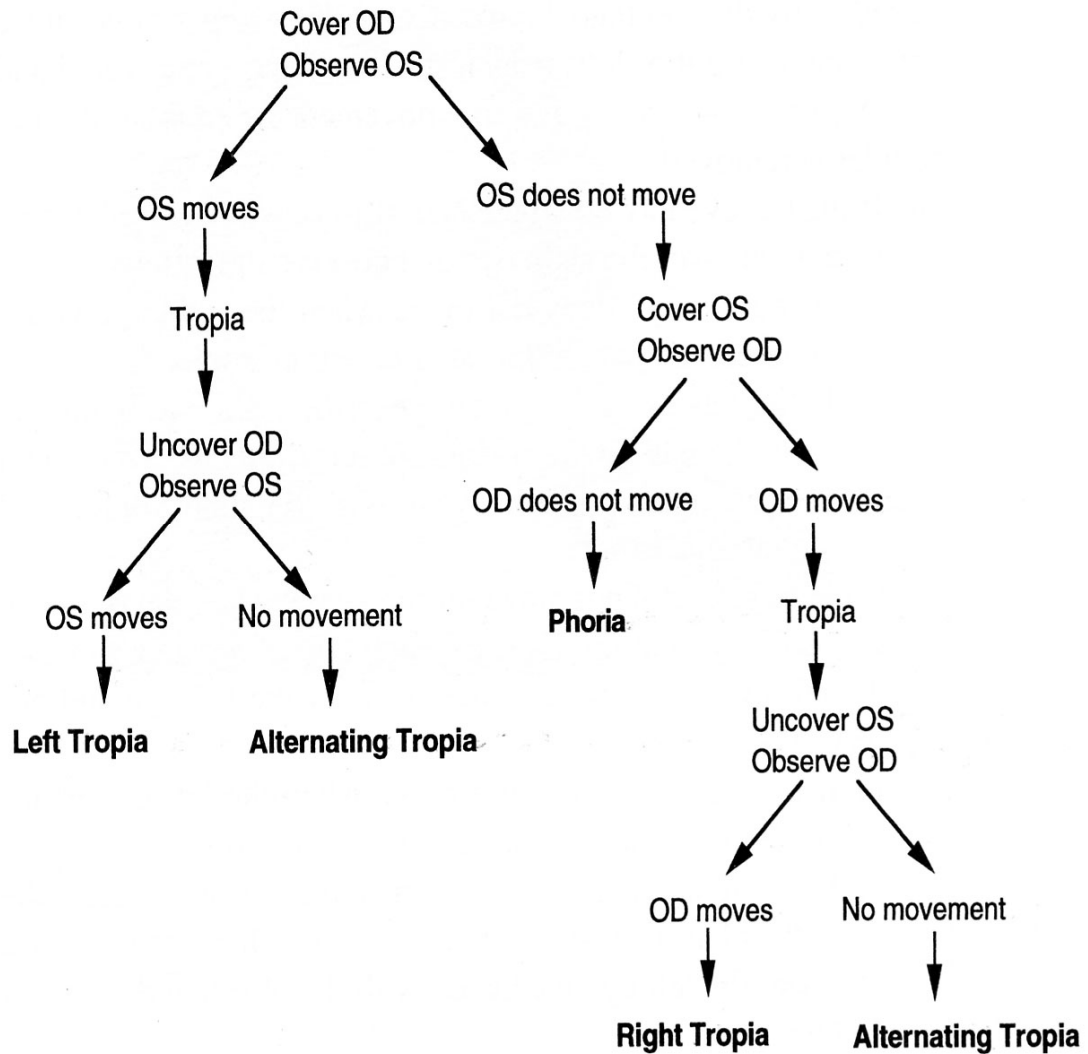 Cover OD
Observe OS
OS moves
OS does not move
Tropia
Cover OS
Observe OD
Uncover OD
Observe OS
OD does not move
OD moves
OS moves
No movement
Phoria
Tropia
Left Tropia
Alternating Tropia
Uncover OS
Observe OD
OD moves
No movement
Right Tropia
Alternating Tropia